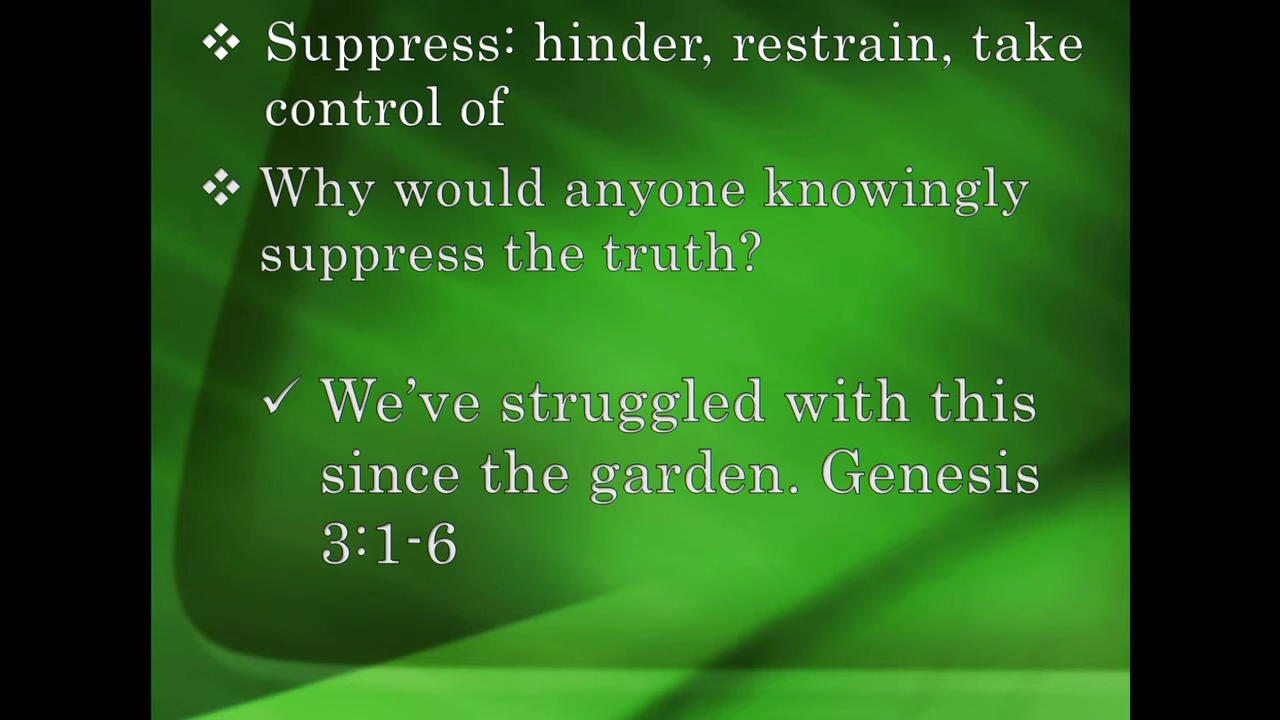 ❖ Suppress: hinder, restrain, take
control of
❖ Why would anyone knowingly
suppress the truth?
✓ We’ve struggled with this
since the garden. Genesis
3:1-6